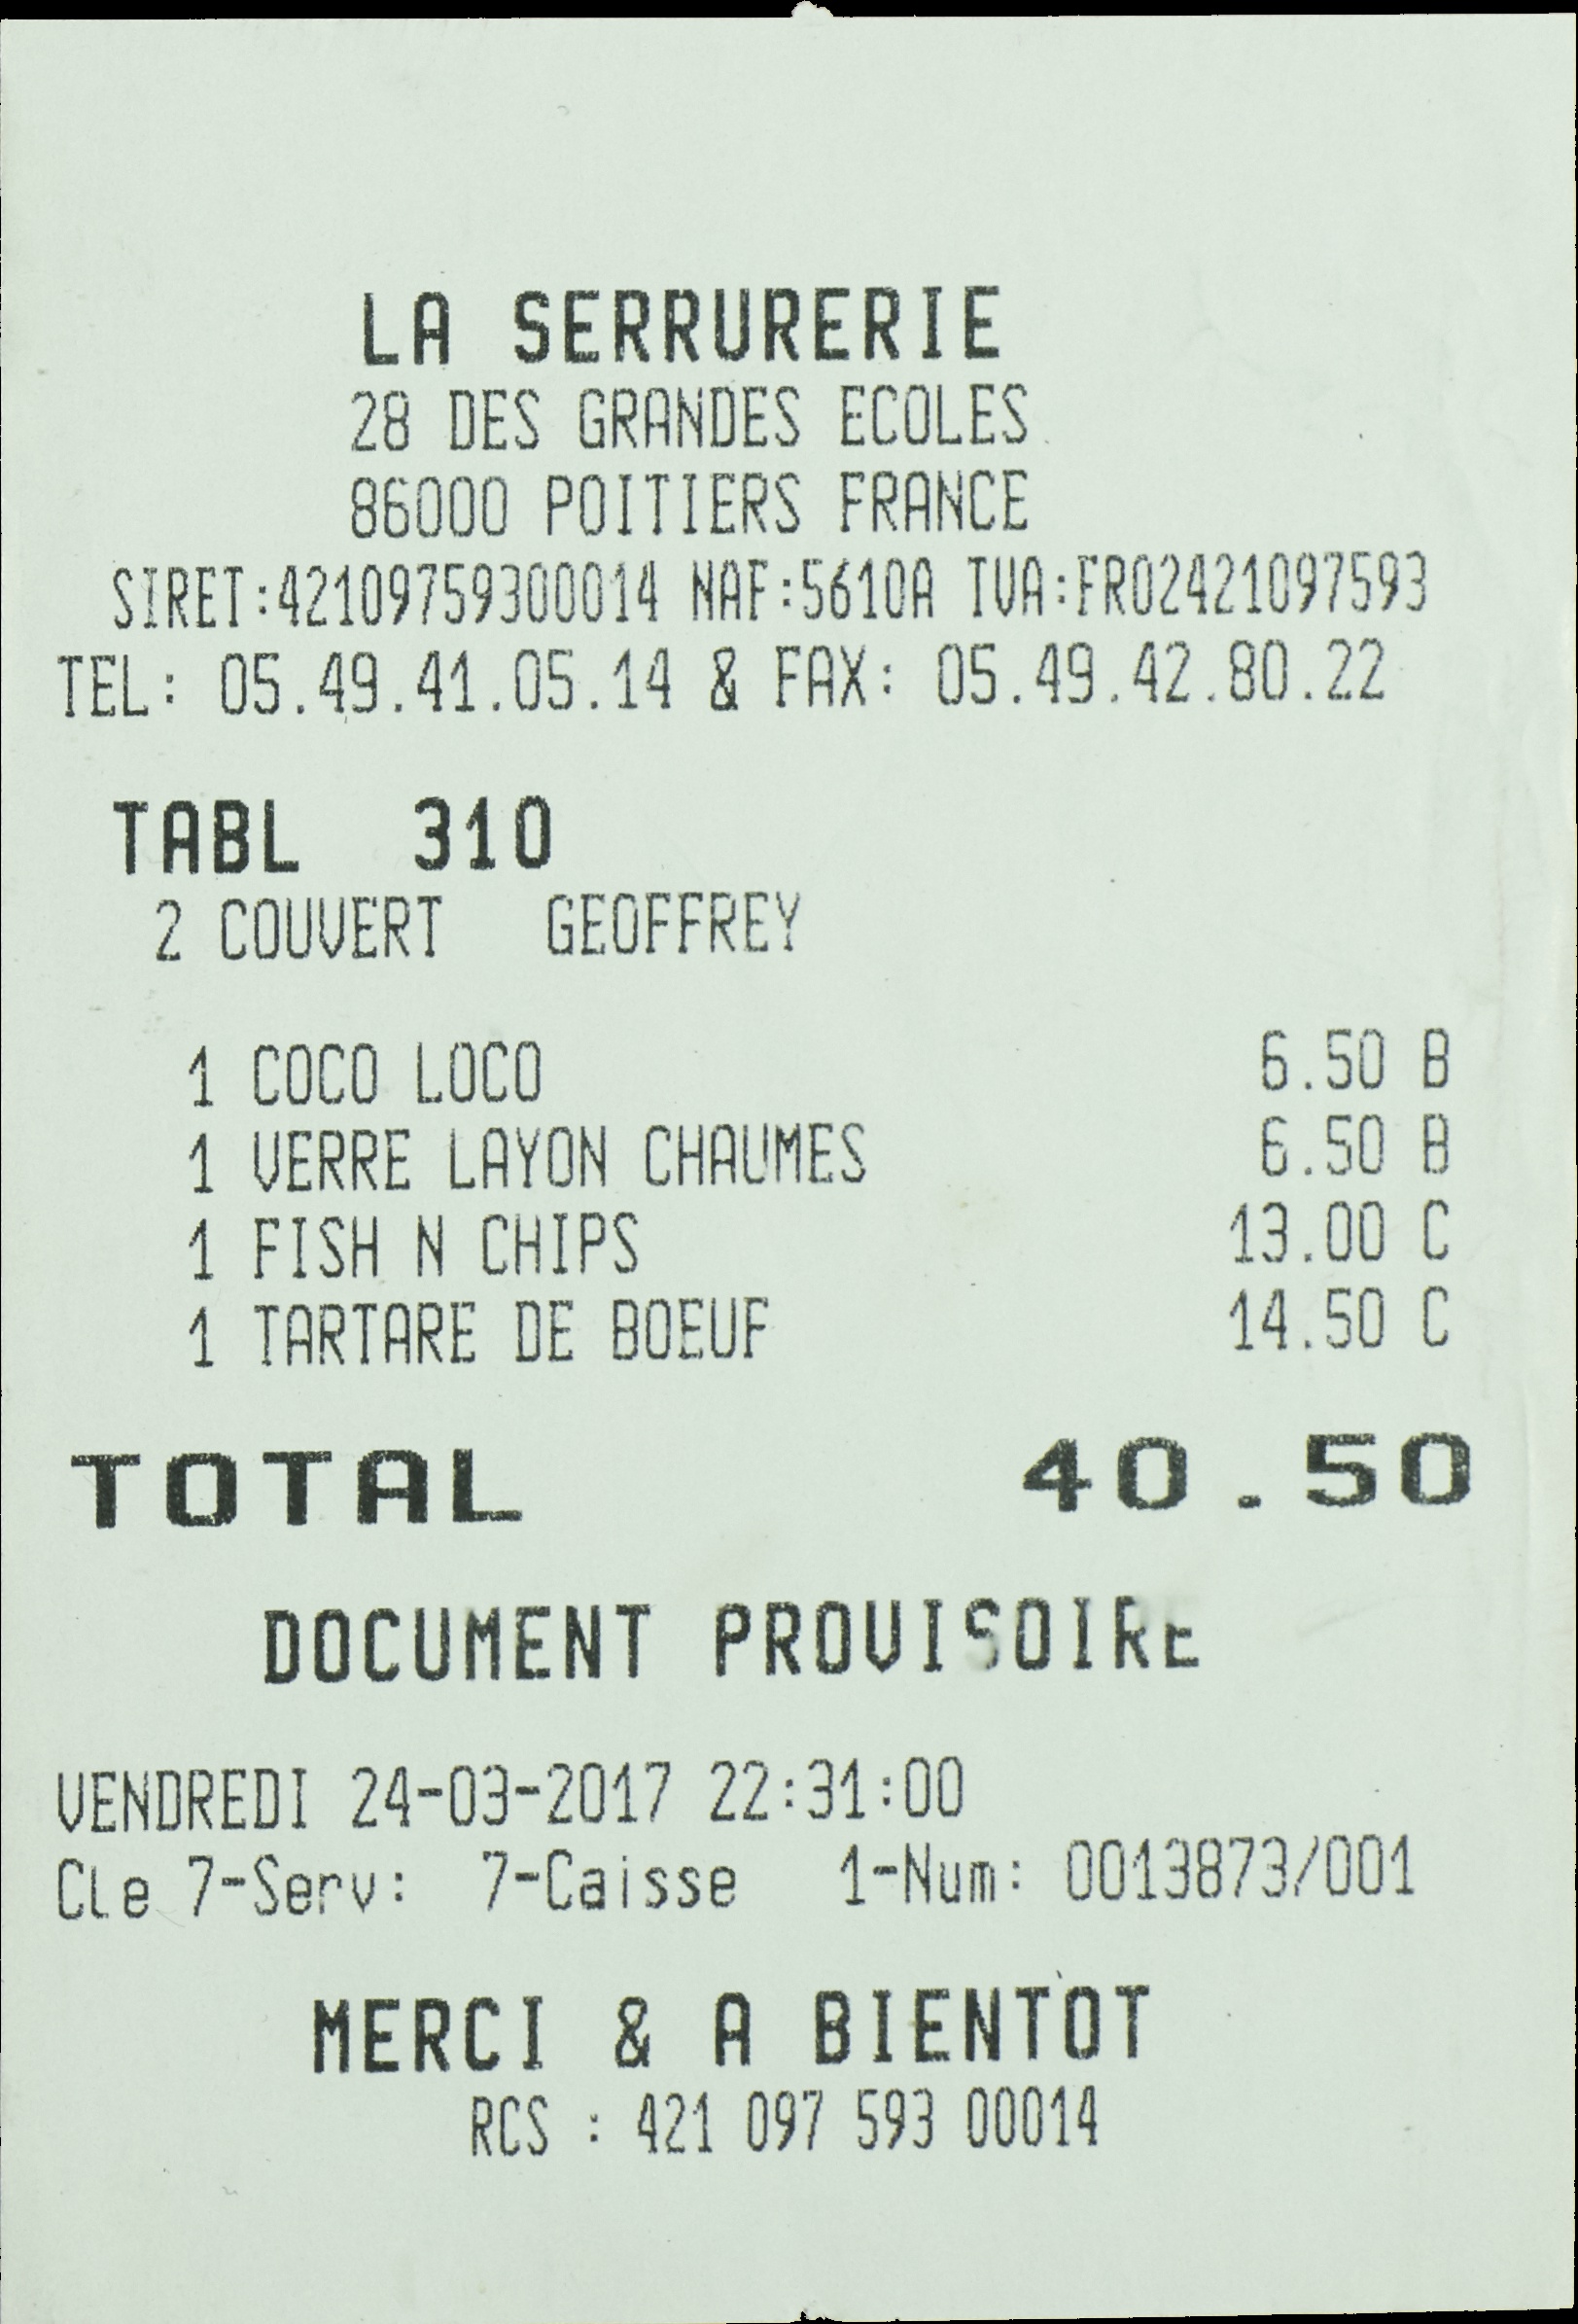 LA SERRURERIE
28 DES GRANDES ECOLES
86000 POITIERS FRANCE
SIRET:42109759300014 NAF:5610A TVA:FR02421097593
TEL: 05.49.41.05.14 & FAX: 05.49.42.80.22
TABL 310
2 COUVERT GEOFFREY
1 COCO LOCO 6.50 B
1 VERRE LAYON CHAUMES 6.50 B
1 FISH N CHIPS 13.00 C
1 TARTARE DE BOEUF 14.50 C
TOTAL 40.50
DOCUMENT PROVISOIRE
VENDREDI 24-03-2017 22:31:00
Cle 7-Serv: 7-Caisse 1-Num: 0013873/001
MERCI & A BIENTOT
RCS : 421 097 593 00014